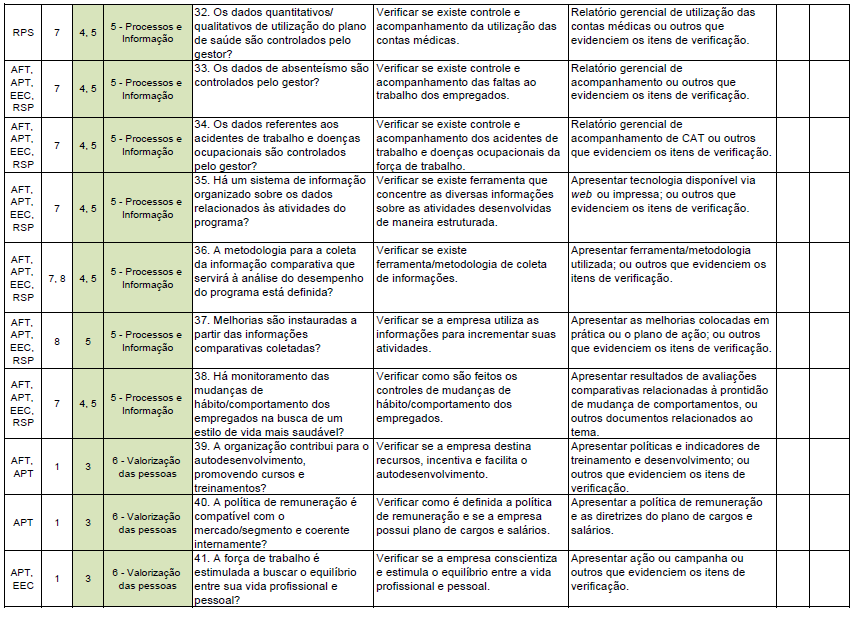 RPS
7
4, 5
5 - Processos e
Informação
32. Os dados quantitativos/
qualitativos de utilização do plano
de saúde são controlados pelo
gestor?
Verificar se existe controle e
acompanhamento da utilização das
contas médicas.
Relatório gerencial de utilização das
contas médicas ou outros que
evidenciem os itens de verificação.
AFT,
APT,
EEC,
RSP
7
4, 5
5 - Processos e
Informação
33. Os dados de absenteísmo são
controlados pelo gestor?
Verificar se existe controle e
acompanhamento das faltas ao
trabalho dos empregados.
Relatório gerencial de
acompanhamento ou outros que
evidenciem os itens de verificação.
AFT,
APT,
EEC,
RSP
7
4, 5
5 - Processos e
Informação
34. Os dados referentes aos
acidentes de trabalho e doenças
ocupacionais são controlados
pelo gestor?
Verificar se existe controle e
acompanhamento dos acidentes de
trabalho e doenças ocupacionais da
força de trabalho.
Relatório gerencial de
acompanhamento de CAT ou outros
que evidenciem os itens de verificação.
AFT,
APT,
EEC,
RSP
7
4, 5
5 - Processos e
Informação
35. Há um sistema de informação
organizado sobre os dados
relacionados às atividades do
programa?
Verificar se existe ferramenta que
concentre as diversas informações
sobre as atividades desenvolvidas
de maneira estruturada.
Apresentar tecnologia disponível via
web ou impressa; ou outros que
evidenciem os itens de verificação.
AFT,
APT,
EEC,
RSP
7, 8
4, 5
5 - Processos e
Informação
36. A metodologia para a coleta
da informação comparativa que
servirá à análise do desempenho
do programa está definida?
Verificar se existe
ferramenta/metodologia de coleta
de informações.
Apresentar ferramenta/metodologia
utilizada; ou outros que evidenciem os
itens de verificação.
AFT,
APT,
EEC,
RSP
8
5
5 - Processos e
Informação
37. Melhorias são instauradas a
partir das informações
comparativas coletadas?
Verificar se a empresa utiliza as
informações para incrementar suas
atividades.
Apresentar as melhorias colocadas em
prática ou o plano de ação; ou outros
que evidenciem os itens de verificação.
AFT,
APT,
EEC,
RSP
7
4, 5
5 - Processos e
Informação
38. Há monitoramento das
mudanças de
hábito/comportamento dos
empregados na busca de um
estilo de vida mais saudável?
Verificar como são feitos os
controles de mudanças de
hábito/comportamento dos
empregados.
Apresentar resultados de avaliações
comparativas relacionadas à prontidão
de mudança de comportamentos, ou
outros documentos relacionados ao
tema.
AFT,
APT
1
3
6 - Valorização
das pessoas
39. A organização contribui para o
autodesenvolvimento,
promovendo cursos e
treinamentos?
Verificar se a empresa destina
recursos, incentiva e facilita o
autodesenvolvimento.
Apresentar políticas e indicadores de
treinamento e desenvolvimento; ou
outros que evidenciem os itens de
verificação.
APT
1
3
6 - Valorização
das pessoas
40. A política de remuneração é
compatível com o
mercado/segmento e coerente
internamente?
Verificar como é definida a política
de remuneração e se a empresa
possui plano de cargos e salários.
Apresentar a política de remuneração
e as diretrizes do plano de cargos e
salários.
APT,
EEC
1
3
6 - Valorização
das pessoas
41. A força de trabalho é
estimulada a buscar o equilíbrio
entre sua vida profissional e
pessoal?
Verificar se a empresa conscientiza
e estimula o equilíbrio entre a vida
profissional e pessoal.
Apresentar ação ou campanha ou
outros que evidenciem os itens de
verificação.